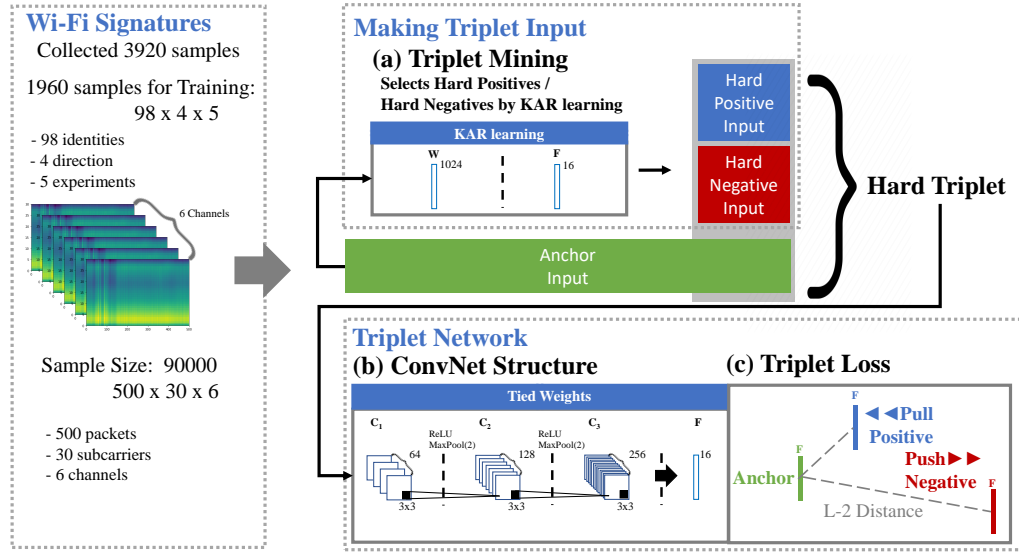 Wi-Fi Signatures
Collected 3920 samples
1960 samples for Training:
98 x 4 x 5
- 98 identities
- 4 direction
- 5 experiments
6 Channels
Sample Size: 90000
500 x 30 x 6
- 500 packets
- 30 subcarriers
- 6 channels
Making Triplet Input
(a) Triplet Mining
Selects Hard Positives /
Hard Negatives by KAR learning
KAR learning
W
1024
F
16
Hard
Positive
Input
Hard
Negative
Input
Anchor
Input
Hard Triplet
Triplet Network
(b) ConvNet Structure
Tied Weights
C1
64
3x3
ReLU
MaxPool(2)
C2
128
3x3
ReLU
MaxPool(2)
C3
256
3x3
F
16
(c) Triplet Loss
F
◄◄Pull
Positive
F
Anchor
Push►►
Negative
F
L-2 Distance